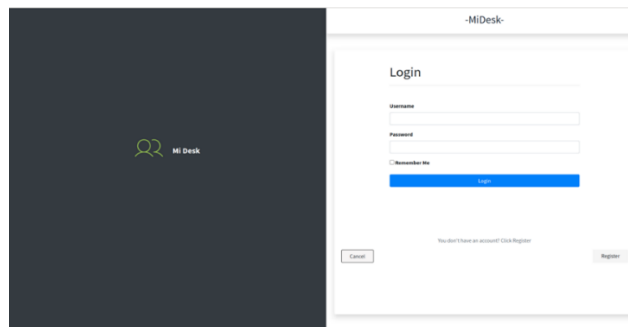 -MiDesk-
Mi Desk
Login
Username
Password
Remember Me
Login
You don't have an account? Click Register
Cancel
Register